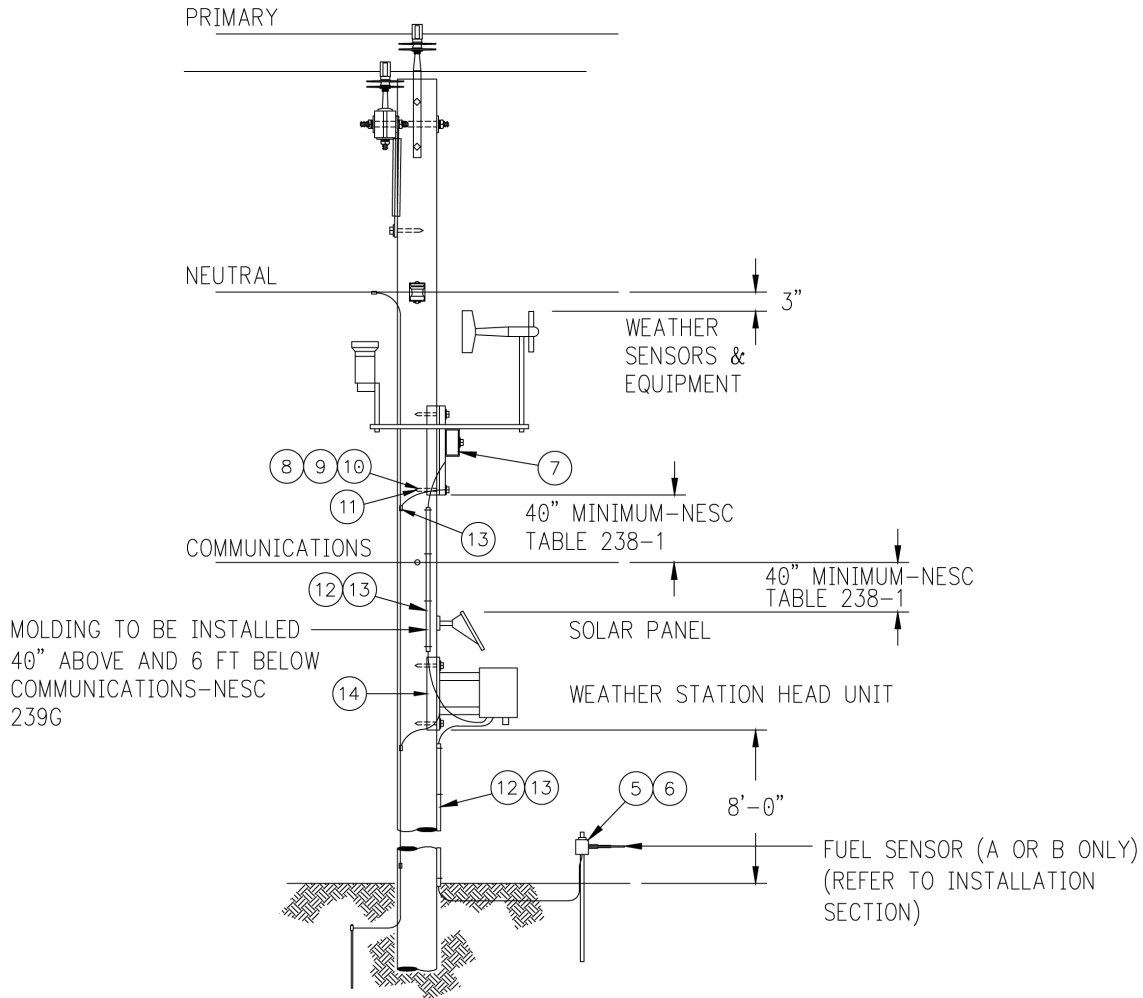 PRIMARY
NEUTRAL
3"
WEATHER
SENSORS &
EQUIPMENT
8 9 10
7
11
40" MINIMUM-NESC
TABLE 238-1
13
COMMUNICATIONS
40" MINIMUM-NESC
TABLE 238-1
12 13
MOLDING TO BE INSTALLED
40" ABOVE AND 6 FT BELOW
COMMUNICATIONS-NESC
239G
SOLAR PANEL
14
WEATHER STATION HEAD UNIT
12 13
5 6
8'-0"
FUEL SENSOR (A OR B ONLY)
(REFER TO INSTALLATION
SECTION)